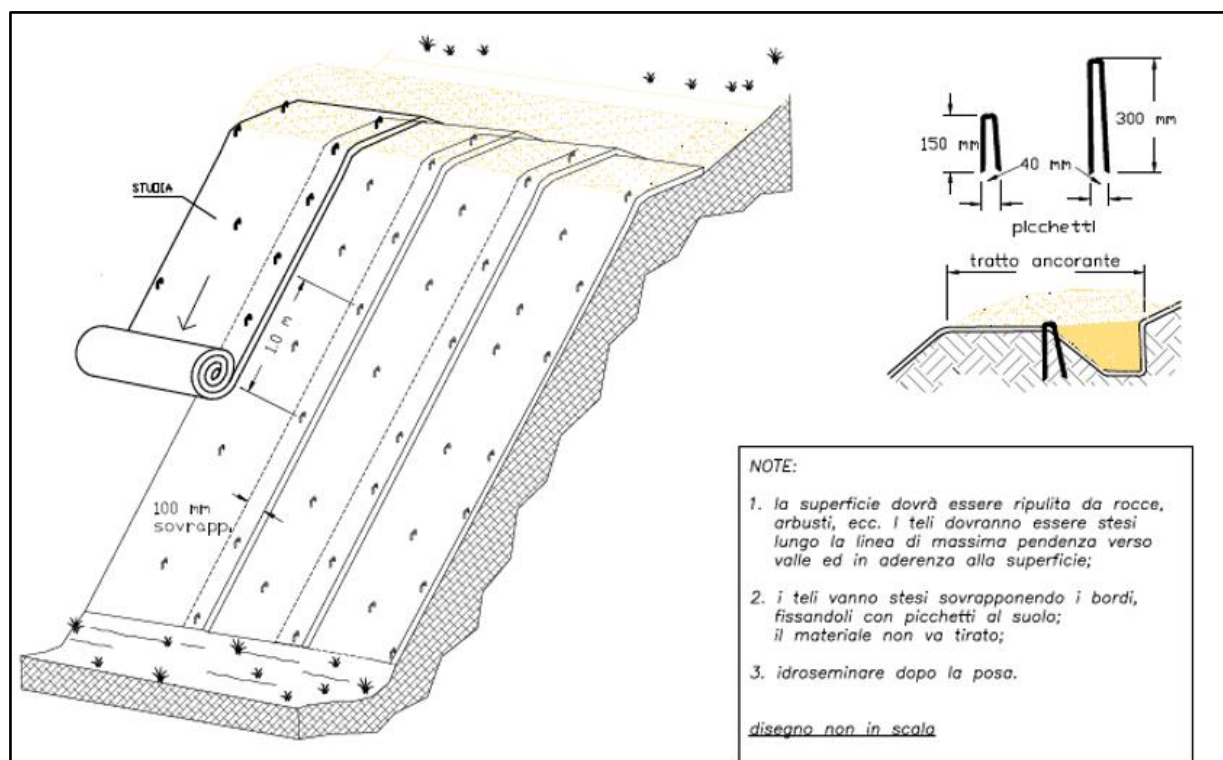 STUOIA
1.0 m
100 mm
sovrapp.
150 mm
300 mm
40 mm
picchetti
tratto ancorante
NOTE:
1. la superficie dovrà essere ripulita da rocce,
arbusti, ecc. I teli dovranno essere stesi
lungo la linea di massima pendenza verso
valle ed in aderenza alla superficie;
2. i teli vanno stesi sovrapponendo i bordi,
fissandoli con picchetti al suolo;
il materiale non va tirato;
3. idroseminare dopo la posa.
disegno non in scala